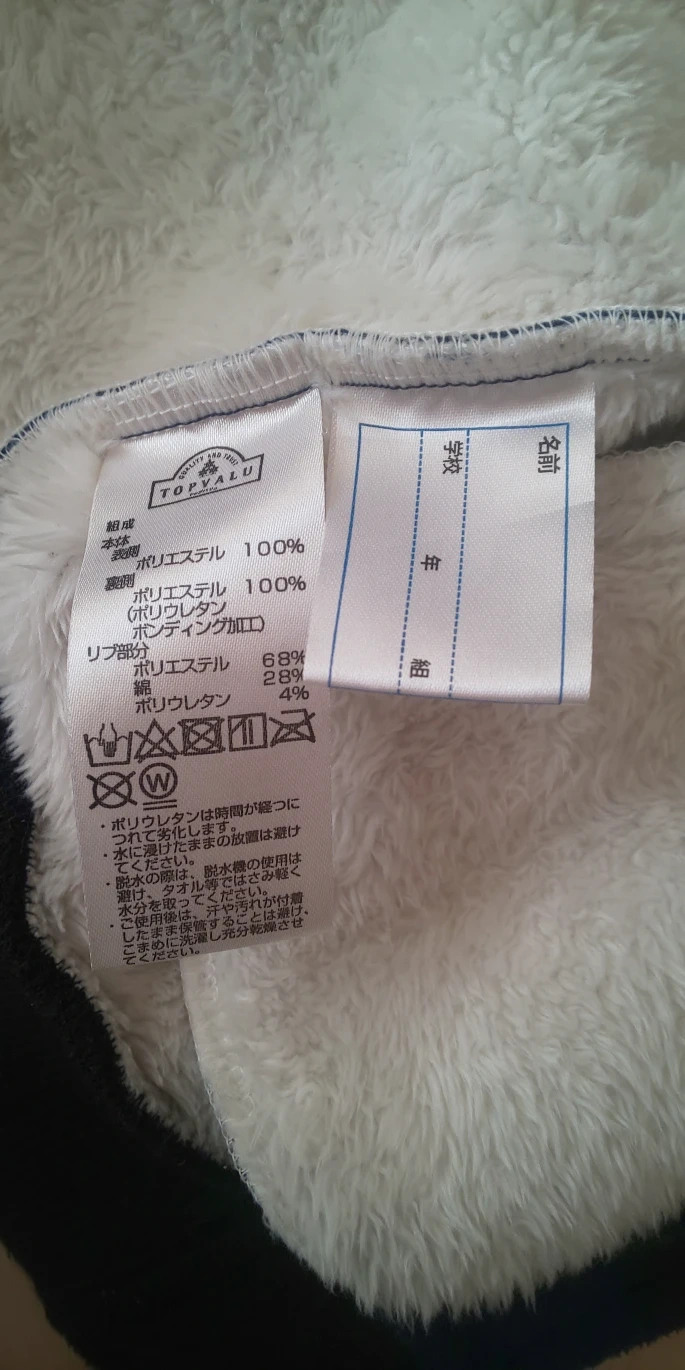 QUALITY AND TRUST
TOPVALU
組成
本体
表側
ポリエステル 100%
裏側
ポリエステル 100%
(ポリウレタン
ボンディング加工)
リブ部分
ポリエステル 68%
綿 28%
ポリウレタン 4%
W
・ポリウレタンは時間が経つに
つれて劣化します。
・水に浸けたままの放置は避け
てください。
・脱水の際は、脱水機の使用は
避け、タオル等ではさみ軽く
水分を取ってください。
・ご使用後は、汗や汚れが付着
したまま保管することは避け、
こまめに洗濯し充分乾燥させ
てください。
名前
学校
年 組